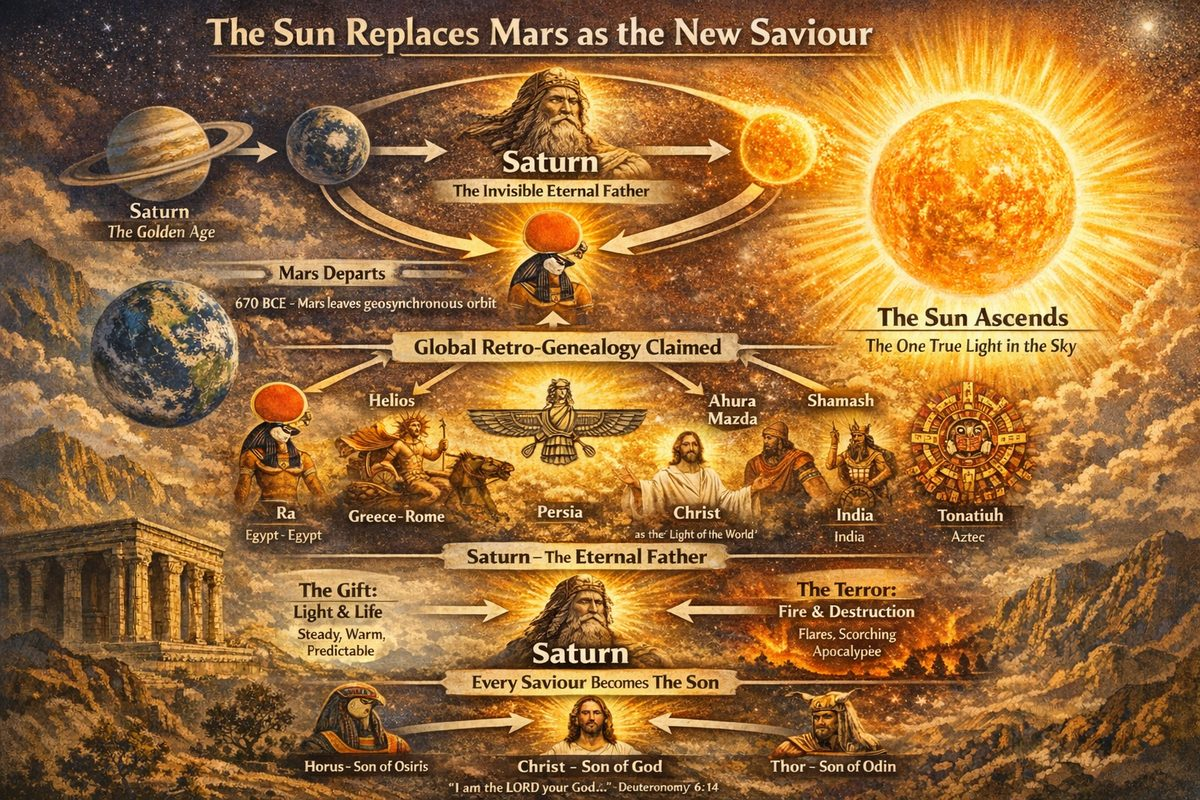 The Sun Replaces Mars as the New Saviour
Saturn
The Invisible Eternal Father
Saturn
The Golden Age
Mars Departs
670 BCE - Mars leaves geosynchronous orbit
The Sun Ascends
The One True Light in the Sky
Global Retro-Genealogy Claimed
Helios
Ahura
Mazda
Shamash
Ra
Egypt - Egypt
Greece-Rome
Persia
Christ
as the 'Light of the World'
India
India
Tonatiuh
Aztec
Saturn – The Eternal Father
The Gift:
Light & Life
Steady, Warm,
Predictable
The Terror:
Fire & Destruction
Flares, Scorching
Apocalypse
Saturn
Every Saviour Becomes The Son
Horus - Son of Osiris
Christ - Son of God
Thor - Son of Odin
"I am the LORD your God..." - Deuteronomy 6:14